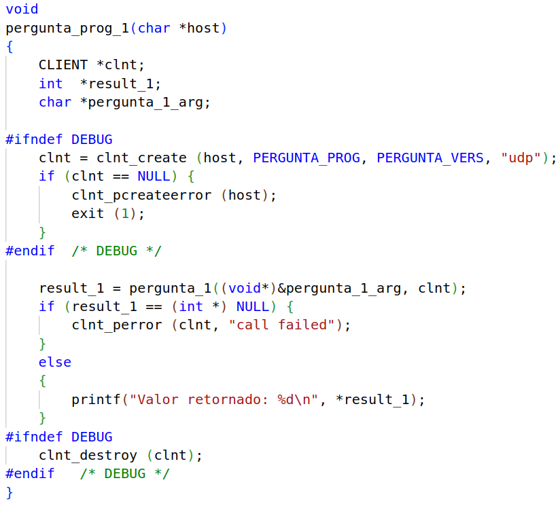 void
pergunta_prog_1(char *host)
{
    CLIENT *clnt;
    int  *result_1;
    char *pergunta_1_arg;

#ifndef DEBUG
    clnt = clnt_create (host, PERGUNTA_PROG, PERGUNTA_VERS, "udp");
    if (clnt == NULL) {
        clnt_pcreateerror (host);
        exit (1);
    }
#endif  /* DEBUG */

    result_1 = pergunta_1((void*)&pergunta_1_arg, clnt);
    if (result_1 == (int *) NULL) {
        clnt_perror (clnt, "call failed");
    }
    else
    {
        printf("Valor retornado: %d\n", *result_1);
    }
#ifndef DEBUG
    clnt_destroy (clnt);
#endif   /* DEBUG */
}